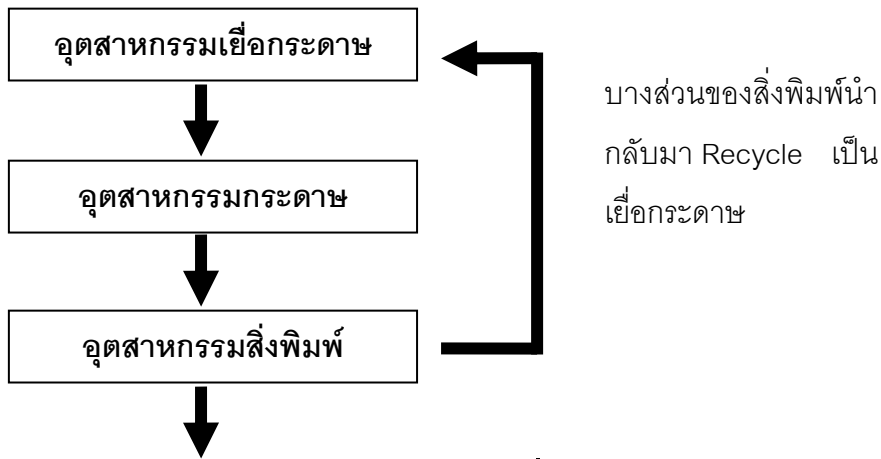 อุตสาหกรรมเยื่อกระดาษ
บางส่วนของสิ่งพิมพ์นำ
กลับมา Recycle เป็น
เยื่อกระดาษ
อุตสาหกรรมกระดาษ
อุตสาหกรรมสิ่งพิมพ์